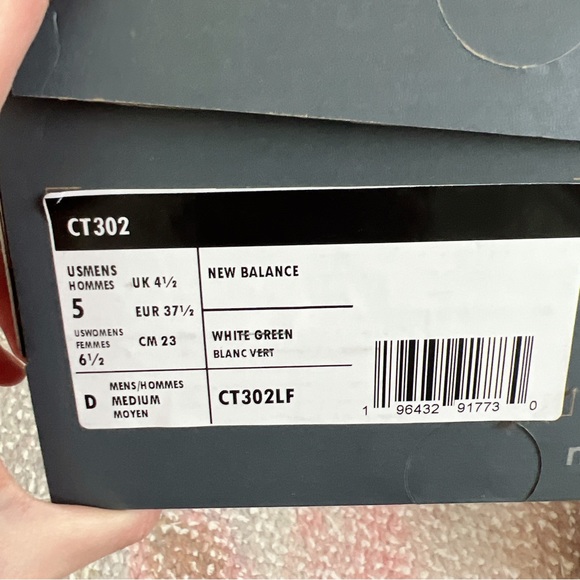 CT302
USMENS
HOMMES
5
UK 4½
EUR 37½
USWOMENS
FEMMES
6½
CM 23
NEW BALANCE
WHITE GREEN
BLANC VERT
D
MENS/HOMMES
MEDIUM
MOYEN
CT302LF
1 96432 91773 0